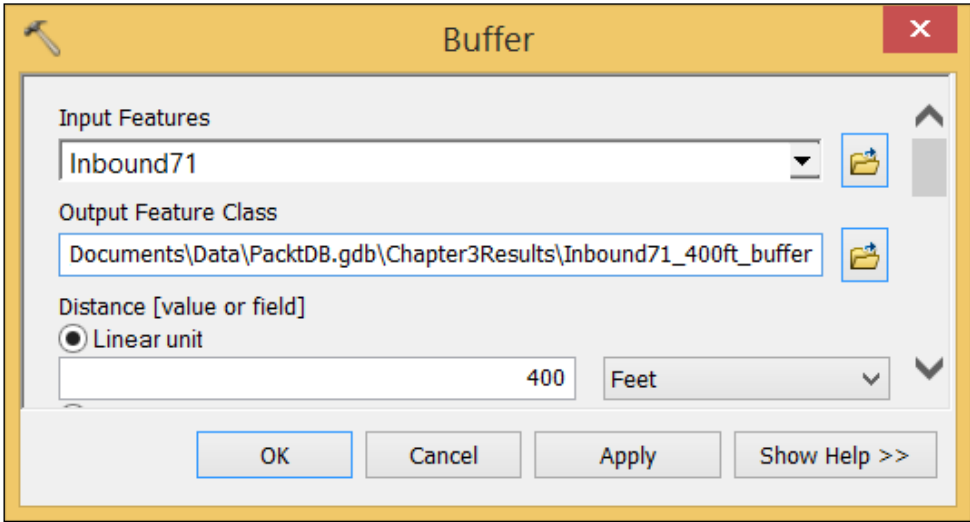 Buffer
Input Features
Inbound71
Output Feature Class
Documents\Data\PacktDB.gdb\Chapter3Results\Inbound71_400ft_buffer
Distance [value or field]
Linear unit
400 Feet
OK Cancel Apply Show Help >>